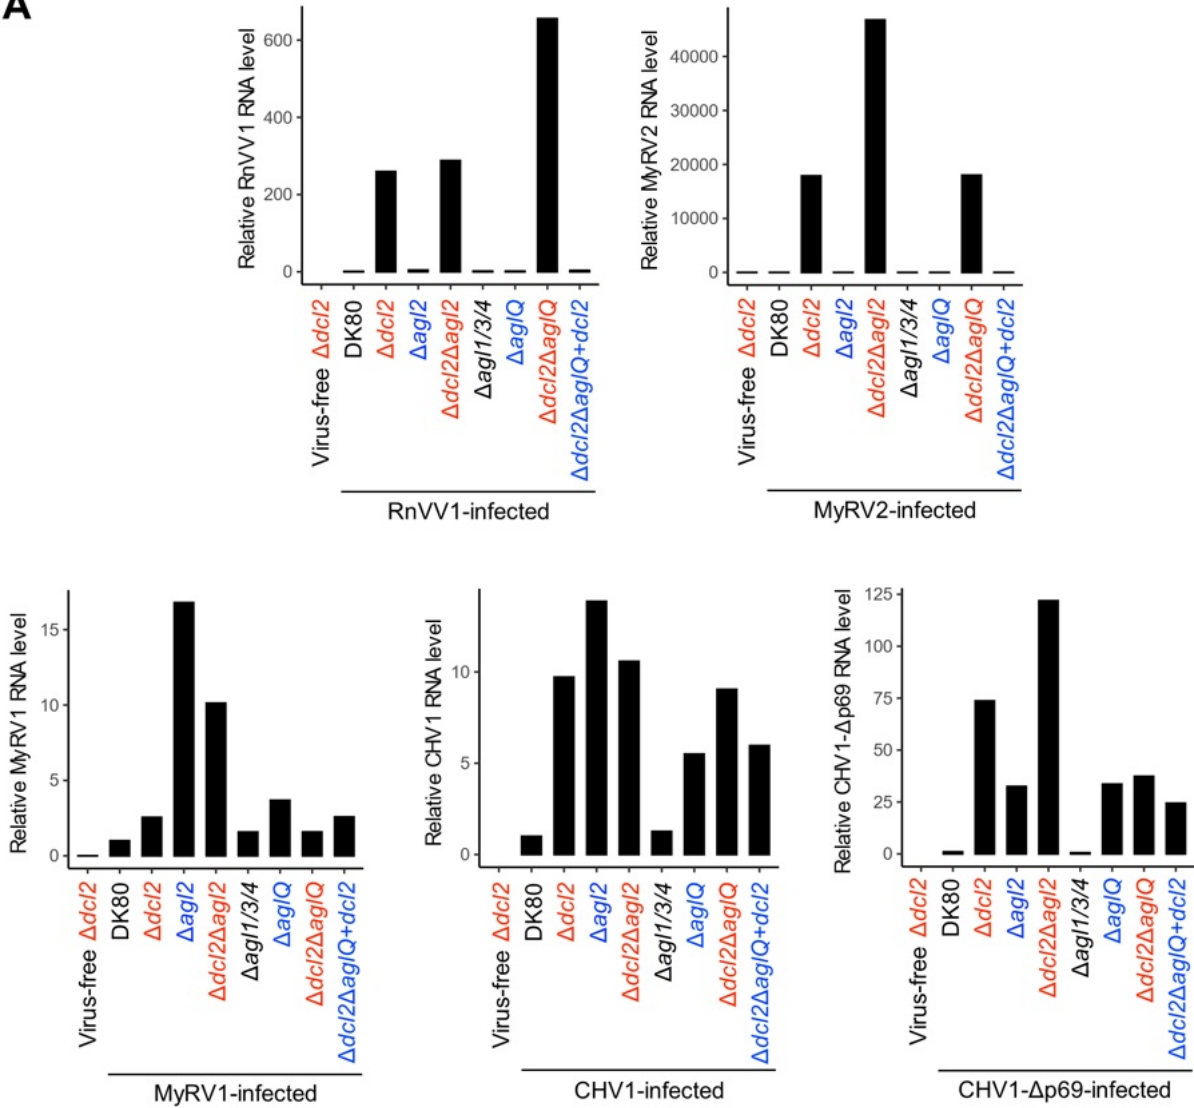 A
Relative RnVV1 RNA level
600
400
200
0
Virus-free Δdcl2
DK80
Δdcl2
Δagl2
Δdcl2Δagl2
Δagl1/3/4
ΔaglQ
Δdcl2ΔaglQ
Δdcl2ΔaglQ+dcl2
RnVV1-infected
Relative MyRV2 RNA level
40000
30000
20000
10000
0
Virus-free Δdcl2
DK80
Δdcl2
Δagl2
Δdcl2Δagl2
Δagl1/3/4
ΔaglQ
Δdcl2ΔaglQ
Δdcl2ΔaglQ+dcl2
MyRV2-infected
Relative MyRV1 RNA level
15
10
5
0
Virus-free Δdcl2
DK80
Δdcl2
Δagl2
Δdcl2Δagl2
Δagl1/3/4
ΔaglQ
Δdcl2ΔaglQ
Δdcl2ΔaglQ+dcl2
MyRV1-infected
Relative CHV1 RNA level
10
5
0
Virus-free Δdcl2
DK80
Δdcl2
Δagl2
Δdcl2Δagl2
Δagl1/3/4
ΔaglQ
Δdcl2ΔaglQ
Δdcl2ΔaglQ+dcl2
CHV1-infected
Relative CHV1-Δp69 RNA level
125
100
75
50
25
0
Virus-free Δdcl2
DK80
Δdcl2
Δagl2
Δdcl2Δagl2
Δagl1/3/4
ΔaglQ
Δdcl2ΔaglQ
Δdcl2ΔaglQ+dcl2
CHV1-Δp69-infected